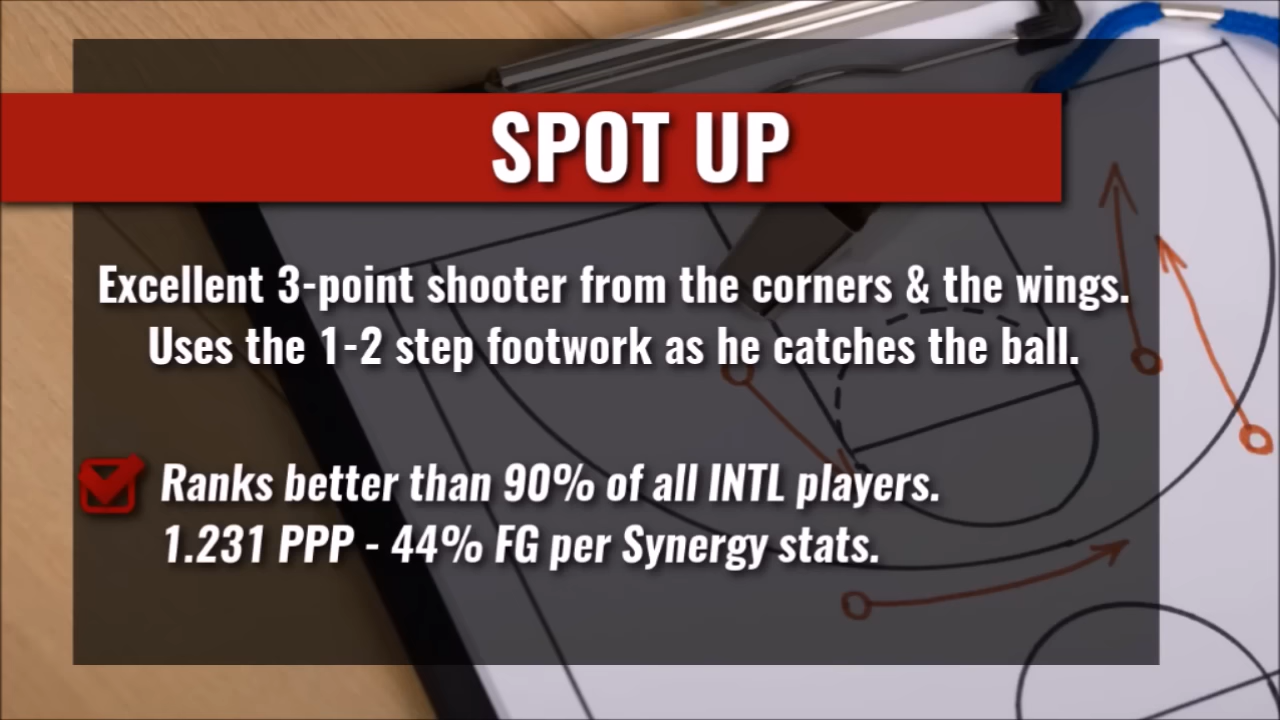 SPOT UP
Excellent 3-point shooter from the corners & the wings.
Uses the 1-2 step footwork as he catches the ball.
Ranks better than 90% of all INTL players.
1.231 PPP - 44% FG per Synergy stats.